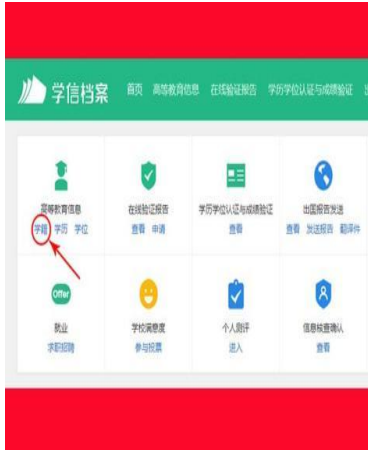 学信档案 首页 高等教育信息 在线验证报告 学历学位认证与成绩验证
高等教育信息 在线验证报告 学历学位认证与成绩验证 出国报告发送
学籍 学历 学位 查看 申请 查看 查看 发送报告 翻译件
Offer
就业 学校满意度 个人测评 信息核查确认
求职招聘 参与投票 进入 查看